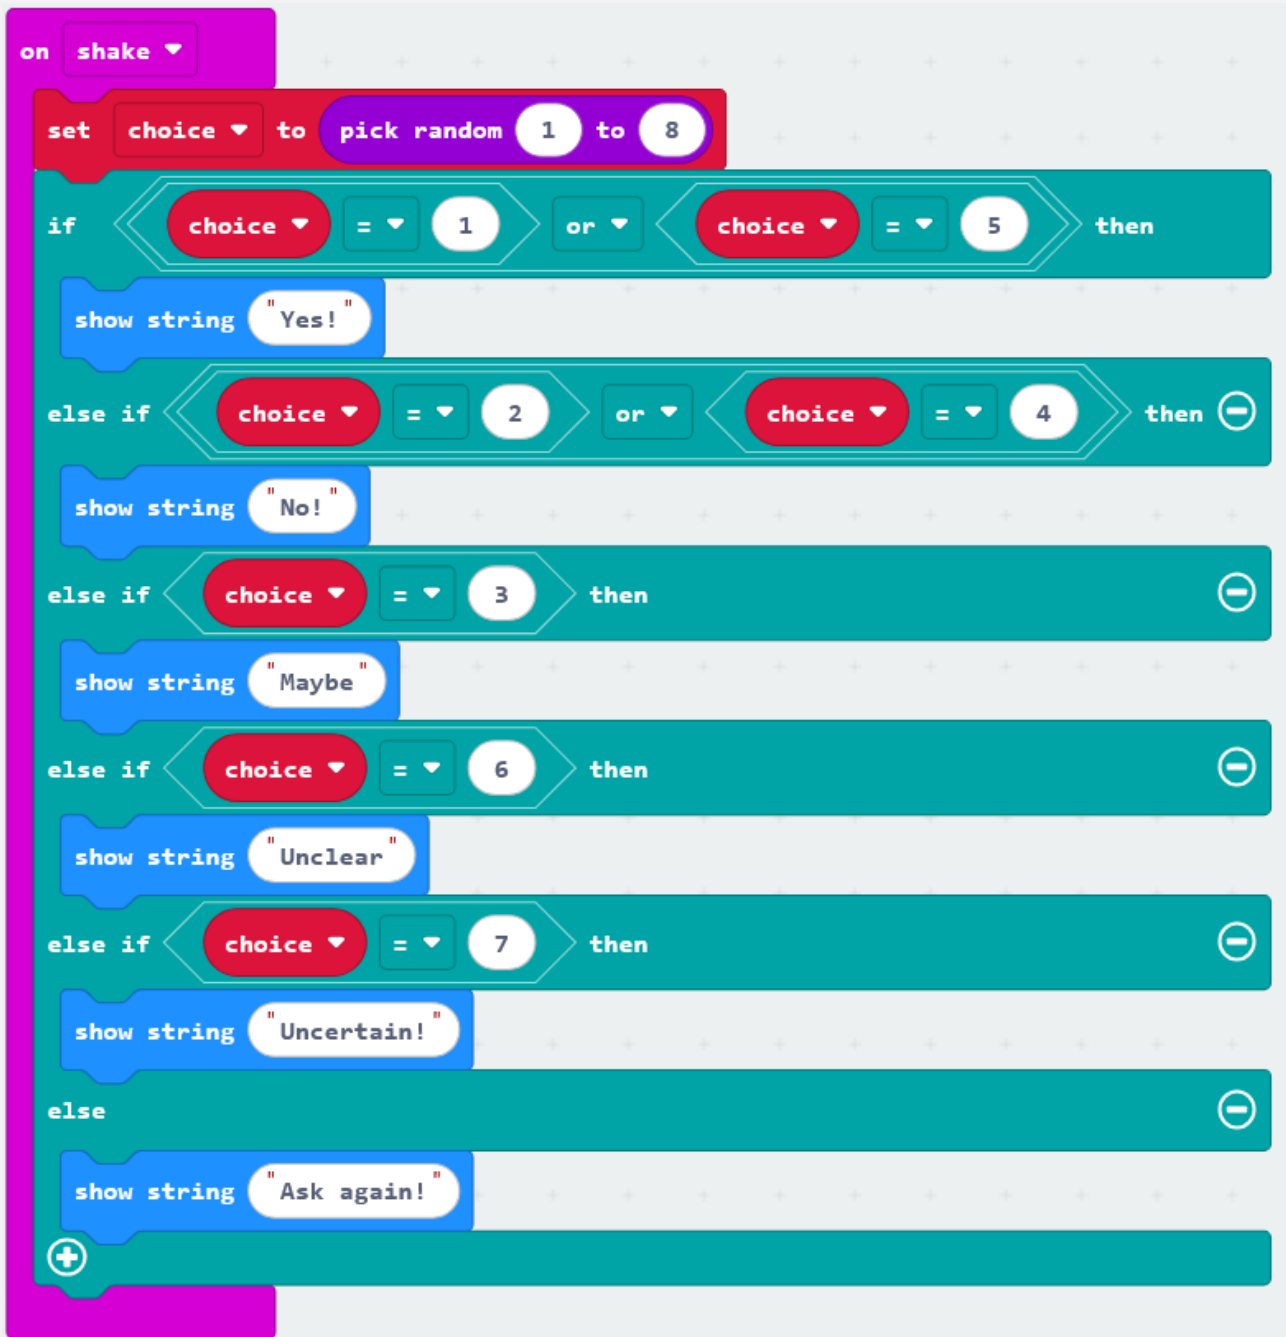 on shake
set choice to pick random 1 to 8
if choice = 1 or choice = 5 then
show string "Yes!"
else if choice = 2 or choice = 4 then
show string "No!"
else if choice = 3 then
show string "Maybe"
else if choice = 6 then
show string "Unclear"
else if choice = 7 then
show string "Uncertain!"
else
show string "Ask again!"